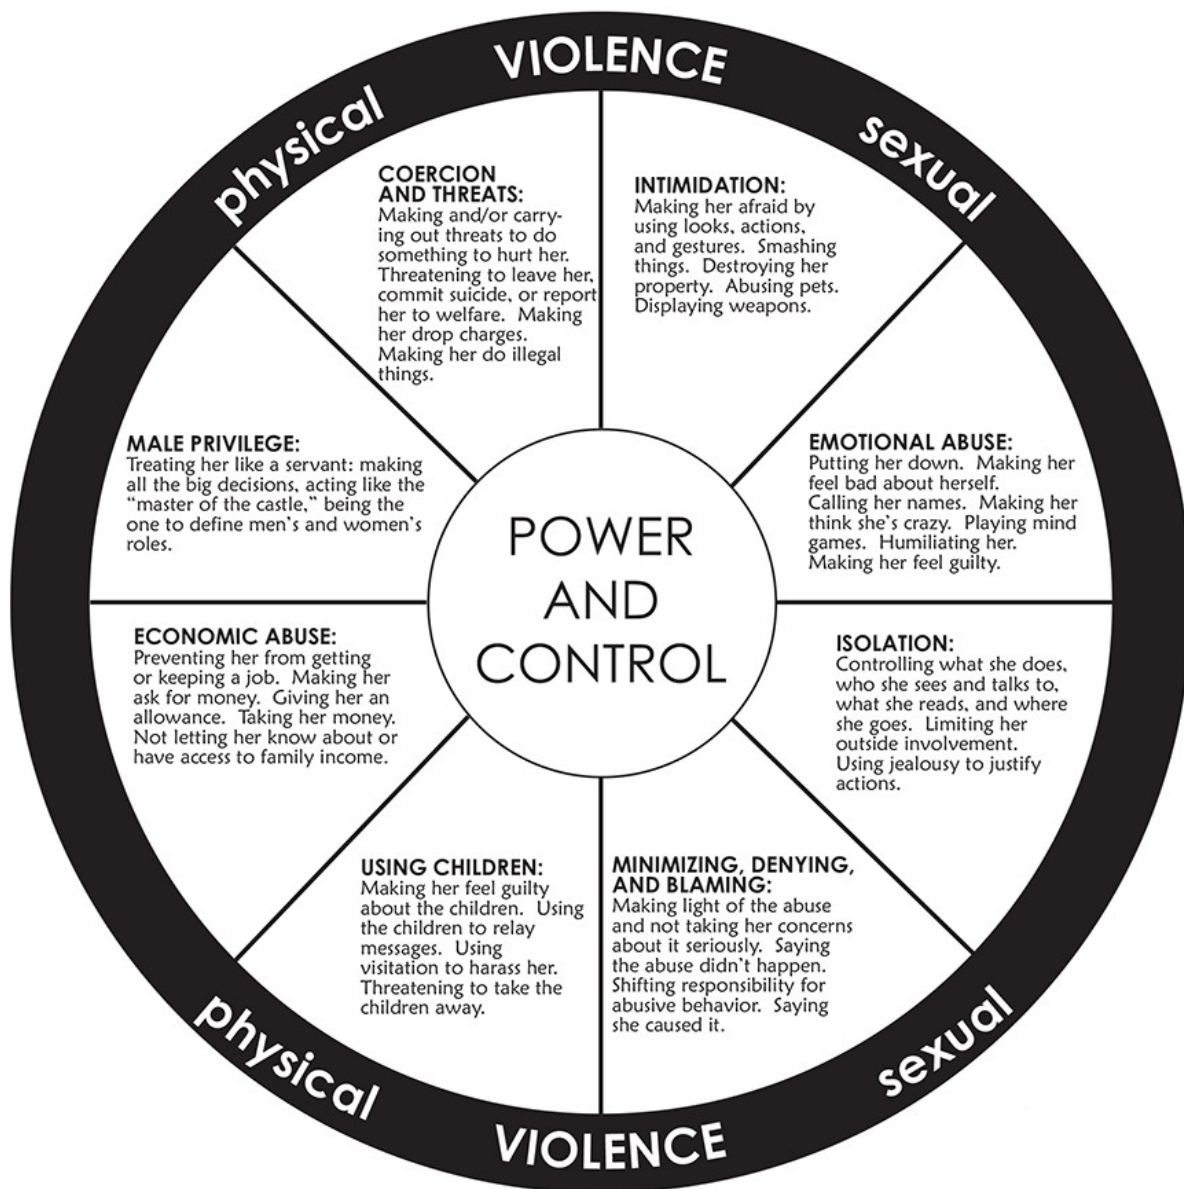 VIOLENCE
physical
sexual
COERCION
AND THREATS:
Making and/or carry-
ing out threats to do
something to hurt her.
Threatening to leave her,
commit suicide, or report
her to welfare. Making
her drop charges.
Making her do illegal
things.
INTIMIDATION:
Making her afraid by
using looks, actions,
and gestures. Smashing
things. Destroying her
property. Abusing pets.
Displaying weapons.
EMOTIONAL ABUSE:
Putting her down. Making her
feel bad about herself.
Calling her names. Making her
think she's crazy. Playing mind
games. Humiliating her.
Making her feel guilty.
ISOLATION:
Controlling what she does,
who she sees and talks to,
what she reads, and where
she goes. Limiting her
outside involvement.
Using jealousy to justify
actions.
MINIMIZING, DENYING,
AND BLAMING:
Making light of the abuse
and not taking her concerns
about it seriously. Saying
the abuse didn't happen.
Shifting responsibility for
abusive behavior. Saying
she caused it.
USING CHILDREN:
Making her feel guilty
about the children. Using
the children to relay
messages. Using
visitation to harass her.
Threatening to take the
children away.
ECONOMIC ABUSE:
Preventing her from getting
or keeping a job. Making her
ask for money. Giving her an
allowance. Taking her money.
Not letting her know about or
have access to family income.
MALE PRIVILEGE:
Treating her like a servant: making
all the big decisions, acting like the
“master of the castle,” being the
one to define men's and women's
roles.
POWER
AND
CONTROL
physical
VIOLENCE
sexual